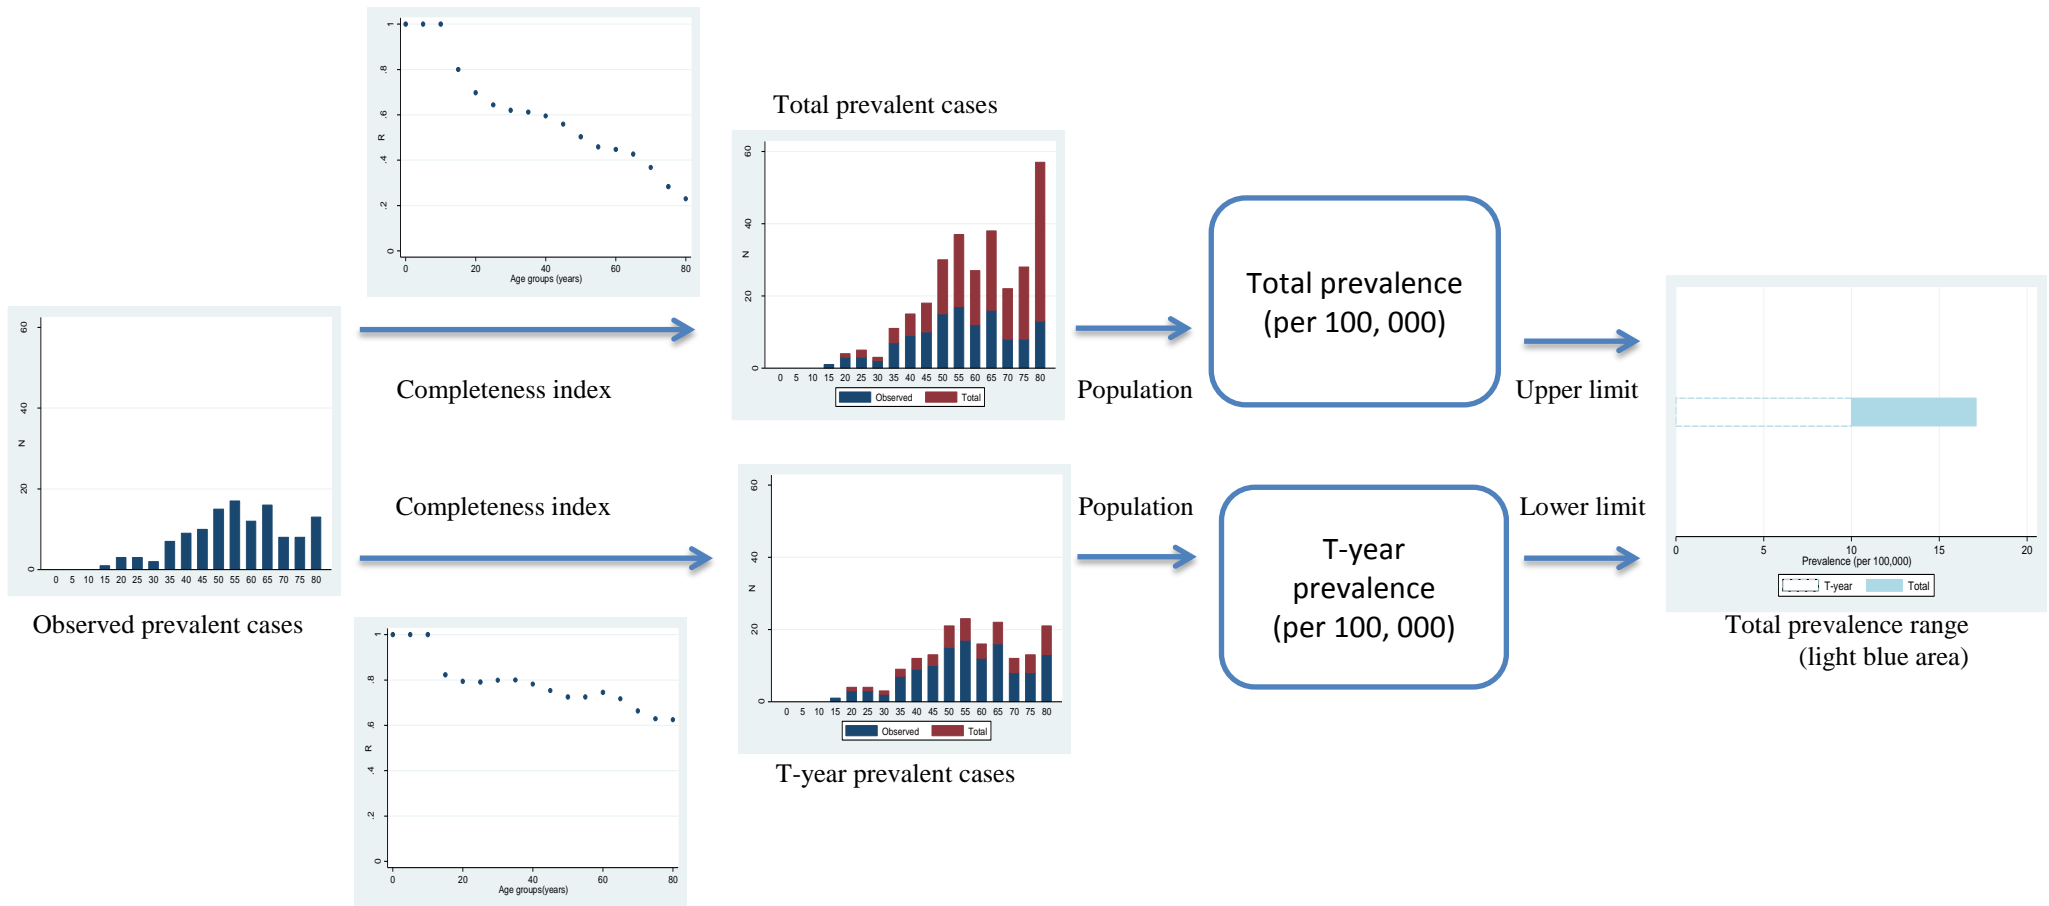 1
.8
.6
.4
.2
0
R
0 20 40 60 80
Age groups (years)
Total prevalent cases
60
40
20
0
N
0 5 10 15 20 25 30 35 40 45 50 55 60 65 70 75 80
Observed Total
60
40
20
0
N
0 5 10 15 20 25 30 35 40 45 50 55 60 65 70 75 80
Observed prevalent cases
Completeness index
Completeness index
1
.8
.6
.4
.2
0
R
0 20 40 60 80
Age groups(years)
60
40
20
0
N
0 5 10 15 20 25 30 35 40 45 50 55 60 65 70 75 80
Observed Total
T-year prevalent cases
Population
Population
Total prevalence
(per 100, 000)
T-year
prevalence
(per 100, 000)
Upper limit
Lower limit
0 5 10 15 20
Prevalence (per 100,000)
T-year Total
Total prevalence range
(light blue area)